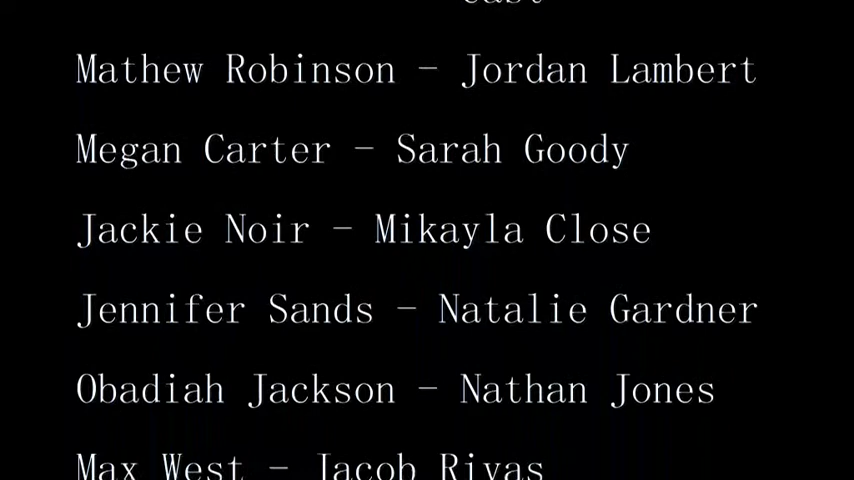 Cast
Mathew Robinson - Jordan Lambert
Megan Carter - Sarah Goody
Jackie Noir - Mikayla Close
Jennifer Sands - Natalie Gardner
Obadiah Jackson - Nathan Jones
Max West - Jacob Rivas